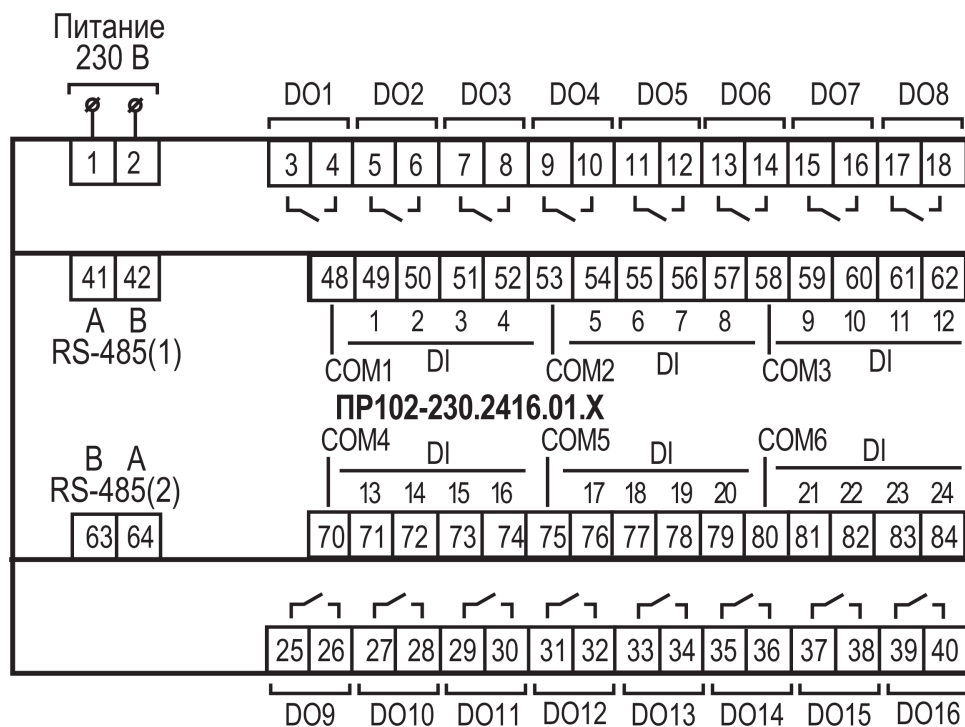 Питание
230 В
DO1 DO2 DO3 DO4 DO5 DO6 DO7 DO8
1 2 3 4 5 6 7 8 9 10 11 12 13 14 15 16 17 18
41 42 48 49 50 51 52 53 54 55 56 57 58 59 60 61 62
A B 1 2 3 4 5 6 7 8 9 10 11 12
RS-485(1) COM1 DI COM2 DI COM3 DI
ПР102-230.2416.01.X
COM4 DI COM5 DI COM6 DI
B A
RS-485(2) 13 14 15 16 17 18 19 20 21 22 23 24
63 64 70 71 72 73 74 75 76 77 78 79 80 81 82 83 84
25 26 27 28 29 30 31 32 33 34 35 36 37 38 39 40
DO9 DO10 DO11 DO12 DO13 DO14 DO15 DO16